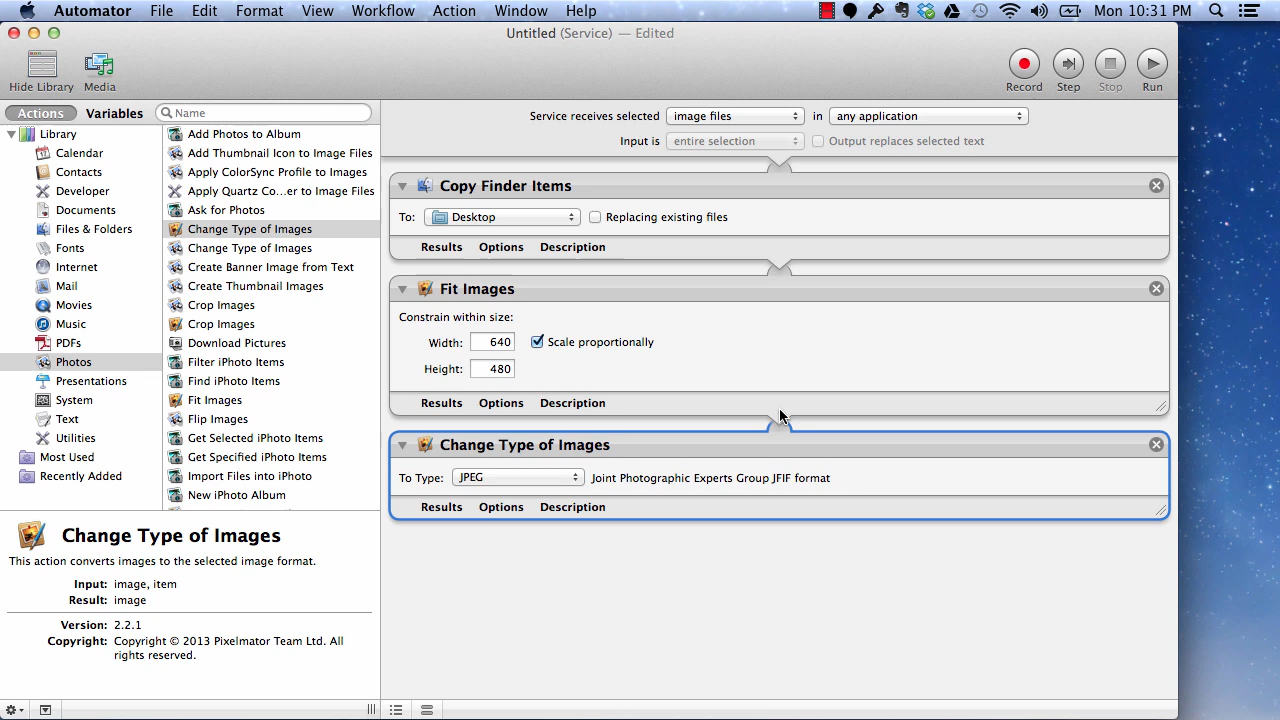 Automator File Edit Format View Workflow Action Window Help Mon 10:31 PM
Untitled (Service) — Edited
Hide Library Media Record Step Stop Run
Actions Variables Name
Library
Calendar
Contacts
Developer
Documents
Files & Folders
Fonts
Internet
Mail
Movies
Music
PDFs
Photos
Presentations
System
Text
Utilities
Most Used
Recently Added
Add Photos to Album
Add Thumbnail Icon to Image Files
Apply ColorSync Profile to Images
Apply Quartz Co...er to Image Files
Ask for Photos
Change Type of Images
Change Type of Images
Create Banner Image from Text
Create Thumbnail Images
Crop Images
Crop Images
Download Pictures
Filter iPhoto Items
Find iPhoto Items
Fit Images
Flip Images
Get Selected iPhoto Items
Get Specified iPhoto Items
Import Files into iPhoto
New iPhoto Album
Change Type of Images
This action converts images to the selected image format.
Input: image, item
Result: image
Version: 2.2.1
Copyright: Copyright © 2013 Pixelmator Team Ltd. All
rights reserved.
Service receives selected image files in any application
Input is entire selection Output replaces selected text
Copy Finder Items
To: Desktop Replacing existing files
Results Options Description
Fit Images
Constrain within size:
Width: 640 Scale proportionally
Height: 480
Results Options Description
Change Type of Images
To Type: JPEG Joint Photographic Experts Group JFIF format
Results Options Description